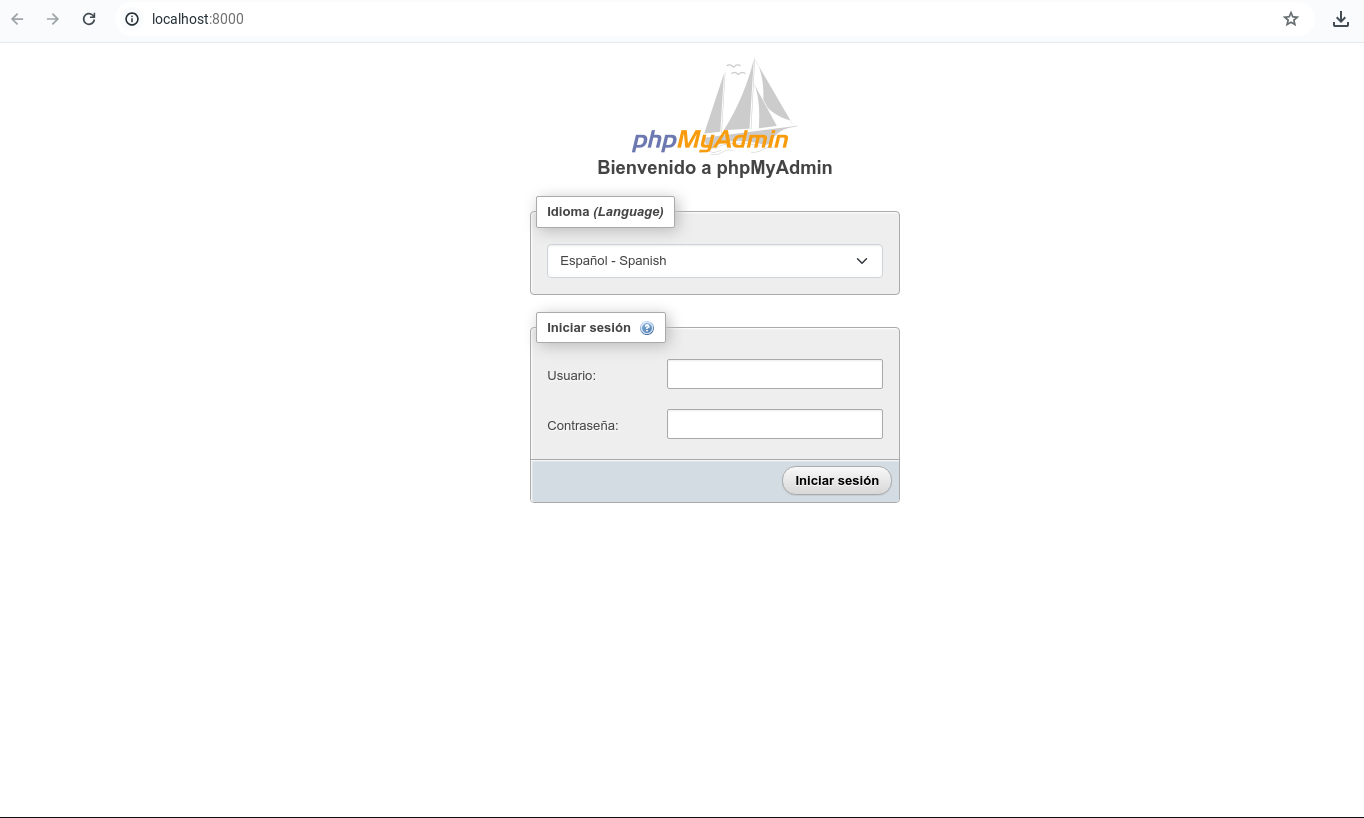 localhost:8000
phpMyAdmin
Bienvenido a phpMyAdmin
Idioma (Language)
Español - Spanish
Iniciar sesión
Usuario:
Contraseña:
Iniciar sesión